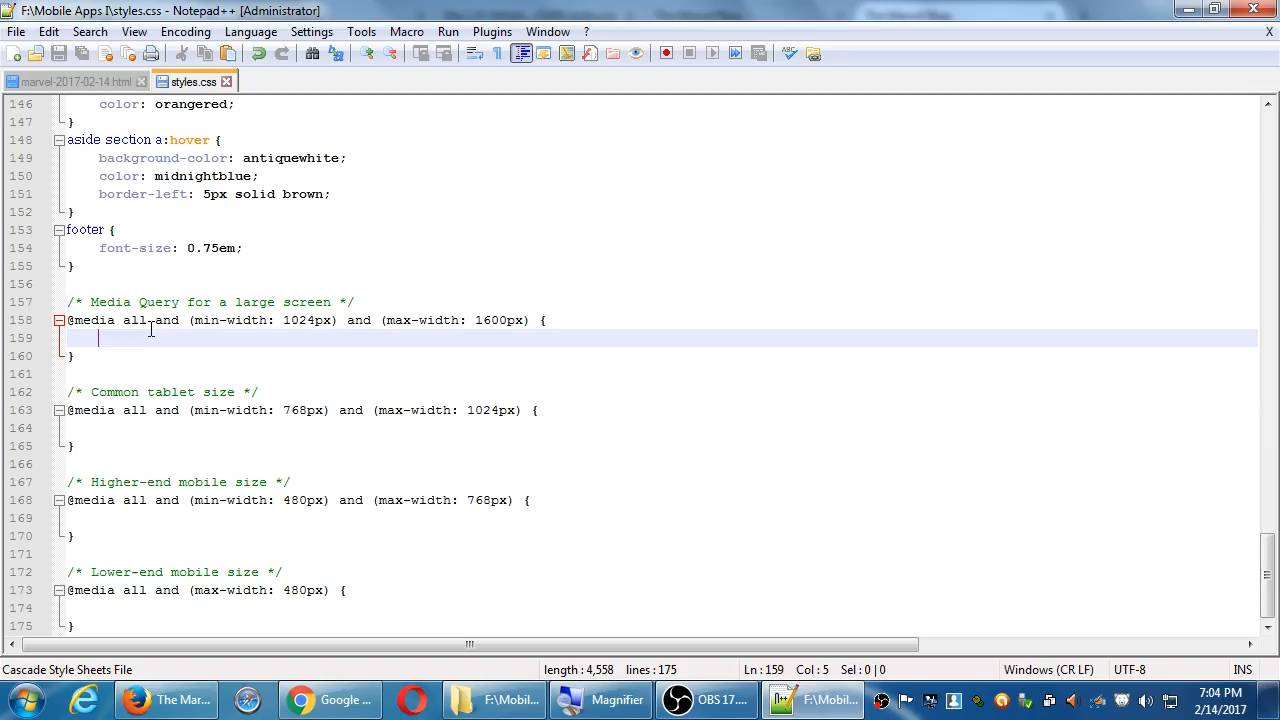 F:\Mobile Apps I\styles.css - Notepad++ [Administrator]
File Edit Search View Encoding Language Settings Tools Macro Run Plugins Window ? X
marvel-2017-02-14.html styles.css
146 color: orangered;
147 }
148 aside section a:hover {
149 background-color: antiquewhite;
150 color: midnightblue;
151 border-left: 5px solid brown;
152 }
153 footer {
154 font-size: 0.75em;
155 }
156
157 /* Media Query for a large screen */
158 @media all and (min-width: 1024px) and (max-width: 1600px) {
159
160 }
161
162 /* Common tablet size */
163 @media all and (min-width: 768px) and (max-width: 1024px) {
164
165 }
166
167 /* Higher-end mobile size */
168 @media all and (min-width: 480px) and (max-width: 768px) {
169
170 }
171
172 /* Lower-end mobile size */
173 @media all and (max-width: 480px) {
174
175 }
Cascade Style Sheets File length : 4,558 lines : 175 Ln : 159 Col : 5 Sel : 0 | 0 Windows (CR LF) UTF-8 INS
The Mar... Google ... F:\Mobil... Magnifier OBS 17.... F:\Mobi... 7:04 PM
2/14/2017